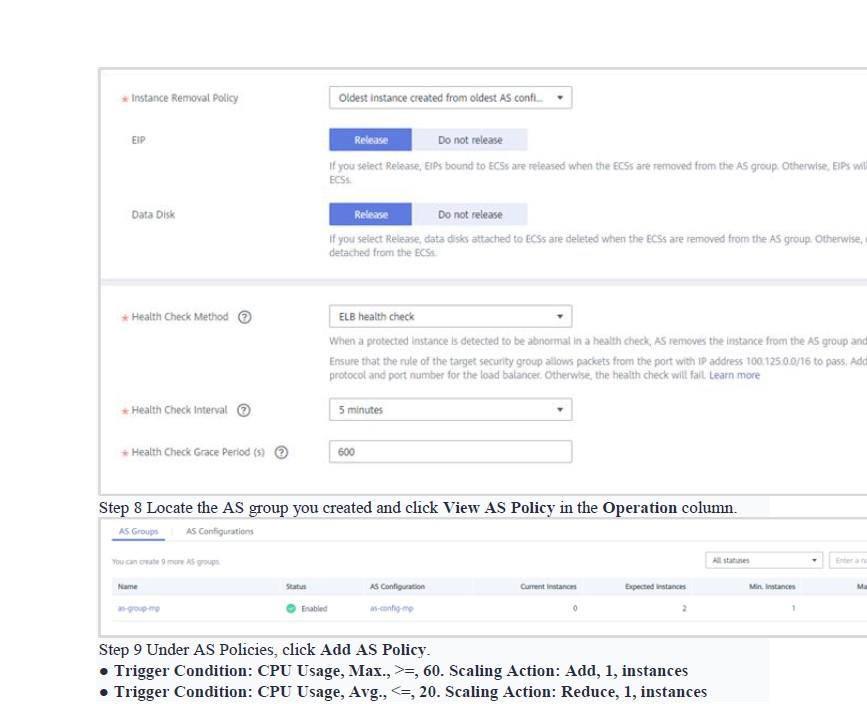 * Instance Removal Policy Oldest instance created from oldest AS confi...
EIP Release Do not release
If you select Release, EIPs bound to ECSs are released when the ECSs are removed from the AS group. Otherwise, EIPs wil
ECSs.
Data Disk Release Do not release
If you select Release, data disks attached to ECSs are deleted when the ECSs are removed from the AS group. Otherwise,
detached from the ECSs.
* Health Check Method ? ELB health check
When a protected instance is detected to be abnormal in a health check, AS removes the instance from the AS group and
Ensure that the rule of the target security group allows packets from the port with IP address 100.125.0.0/16 to pass. Add
protocol and port number for the load balancer. Otherwise, the health check will fail. Learn more
* Health Check Interval ? 5 minutes
* Health Check Grace Period (s) ? 600
Step 8 Locate the AS group you created and click View AS Policy in the Operation column.
AS Groups AS Configurations
You can create 9 more AS groups.
All statuses Enter a n
Name Status AS Configuration Current Instances Expected Instances Min. Instances Ma
as-group-mp Enabled as-config-mp 0 2 1
Step 9 Under AS Policies, click Add AS Policy.
● Trigger Condition: CPU Usage, Max., >=, 60. Scaling Action: Add, 1, instances
● Trigger Condition: CPU Usage, Avg., <=, 20. Scaling Action: Reduce, 1, instances